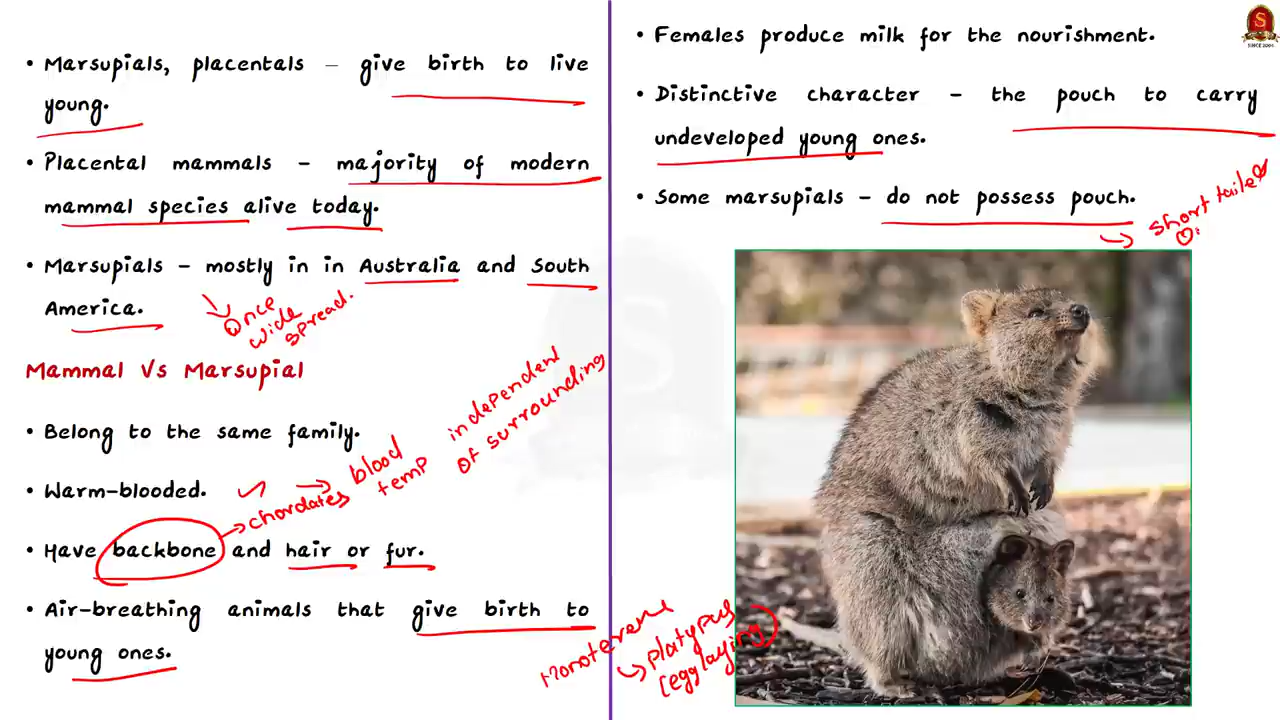 • Marsupials, placentals – give birth to live
young.
• Placental mammals – majority of modern
mammal species alive today.
• Marsupials – mostly in in Australia and South
America.
Once
wide
spread.
Mammal Vs Marsupial
• Belong to the same family.
• Warm-blooded.
→ blood
temp
independent
of surrounding
→ chordates
• Have backbone and hair or fur.
• Air-breathing animals that give birth to
young ones.
• Females produce milk for the nourishment.
• Distinctive character – the pouch to carry
undeveloped young ones.
• Some marsupials – do not possess pouch.
short tailed
Monotereme
platypus
(egg laying)
S
SINCE 2004
S